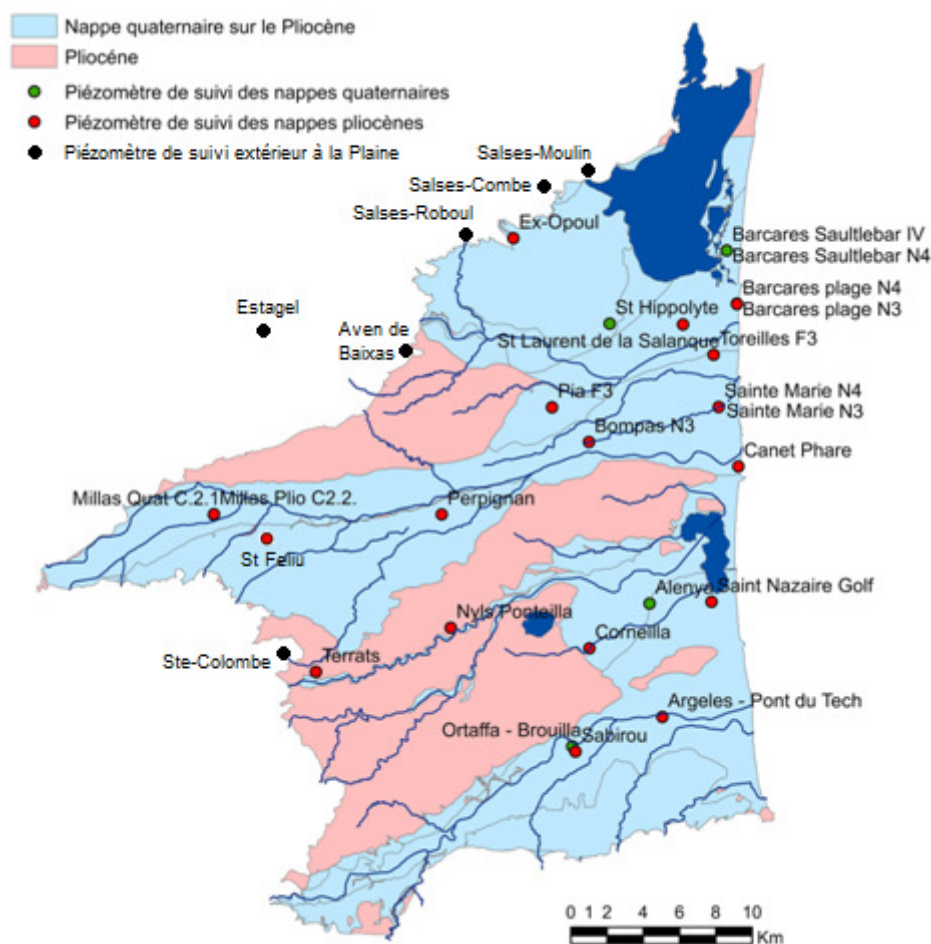 Nappe quaternaire sur le Pliocène
Pliocéne
Piézomètre de suivi des nappes quaternaires
Piézomètre de suivi des nappes pliocènes
Piézomètre de suivi extérieur à la Plaine
Salses-Moulin
Salses-Combe
Salses-Roboul
Ex-Opoul
Barcares Saultlebar IV
Barcares Saultlebar N4
Barcares plage N4
Barcares plage N3
Estagel
St Hippolyte
Aven de
Baixas
St Laurent de la Salanque
Toreilles F3
Pia F3
Sainte Marie N4
Sainte Marie N3
Bompas N3
Canet Phare
Millas Quat C.2.1
Millas Plio C2.2.
Perpignan
St Feliu
Alenya
Saint Nazaire Golf
Nyls Ponteilla
Corneilla
Ste-Colombe
Terrats
Argeles - Pont du Tech
Ortaffa - Brouilla
Sabirou
0 1 2 4 6 8 10
Km